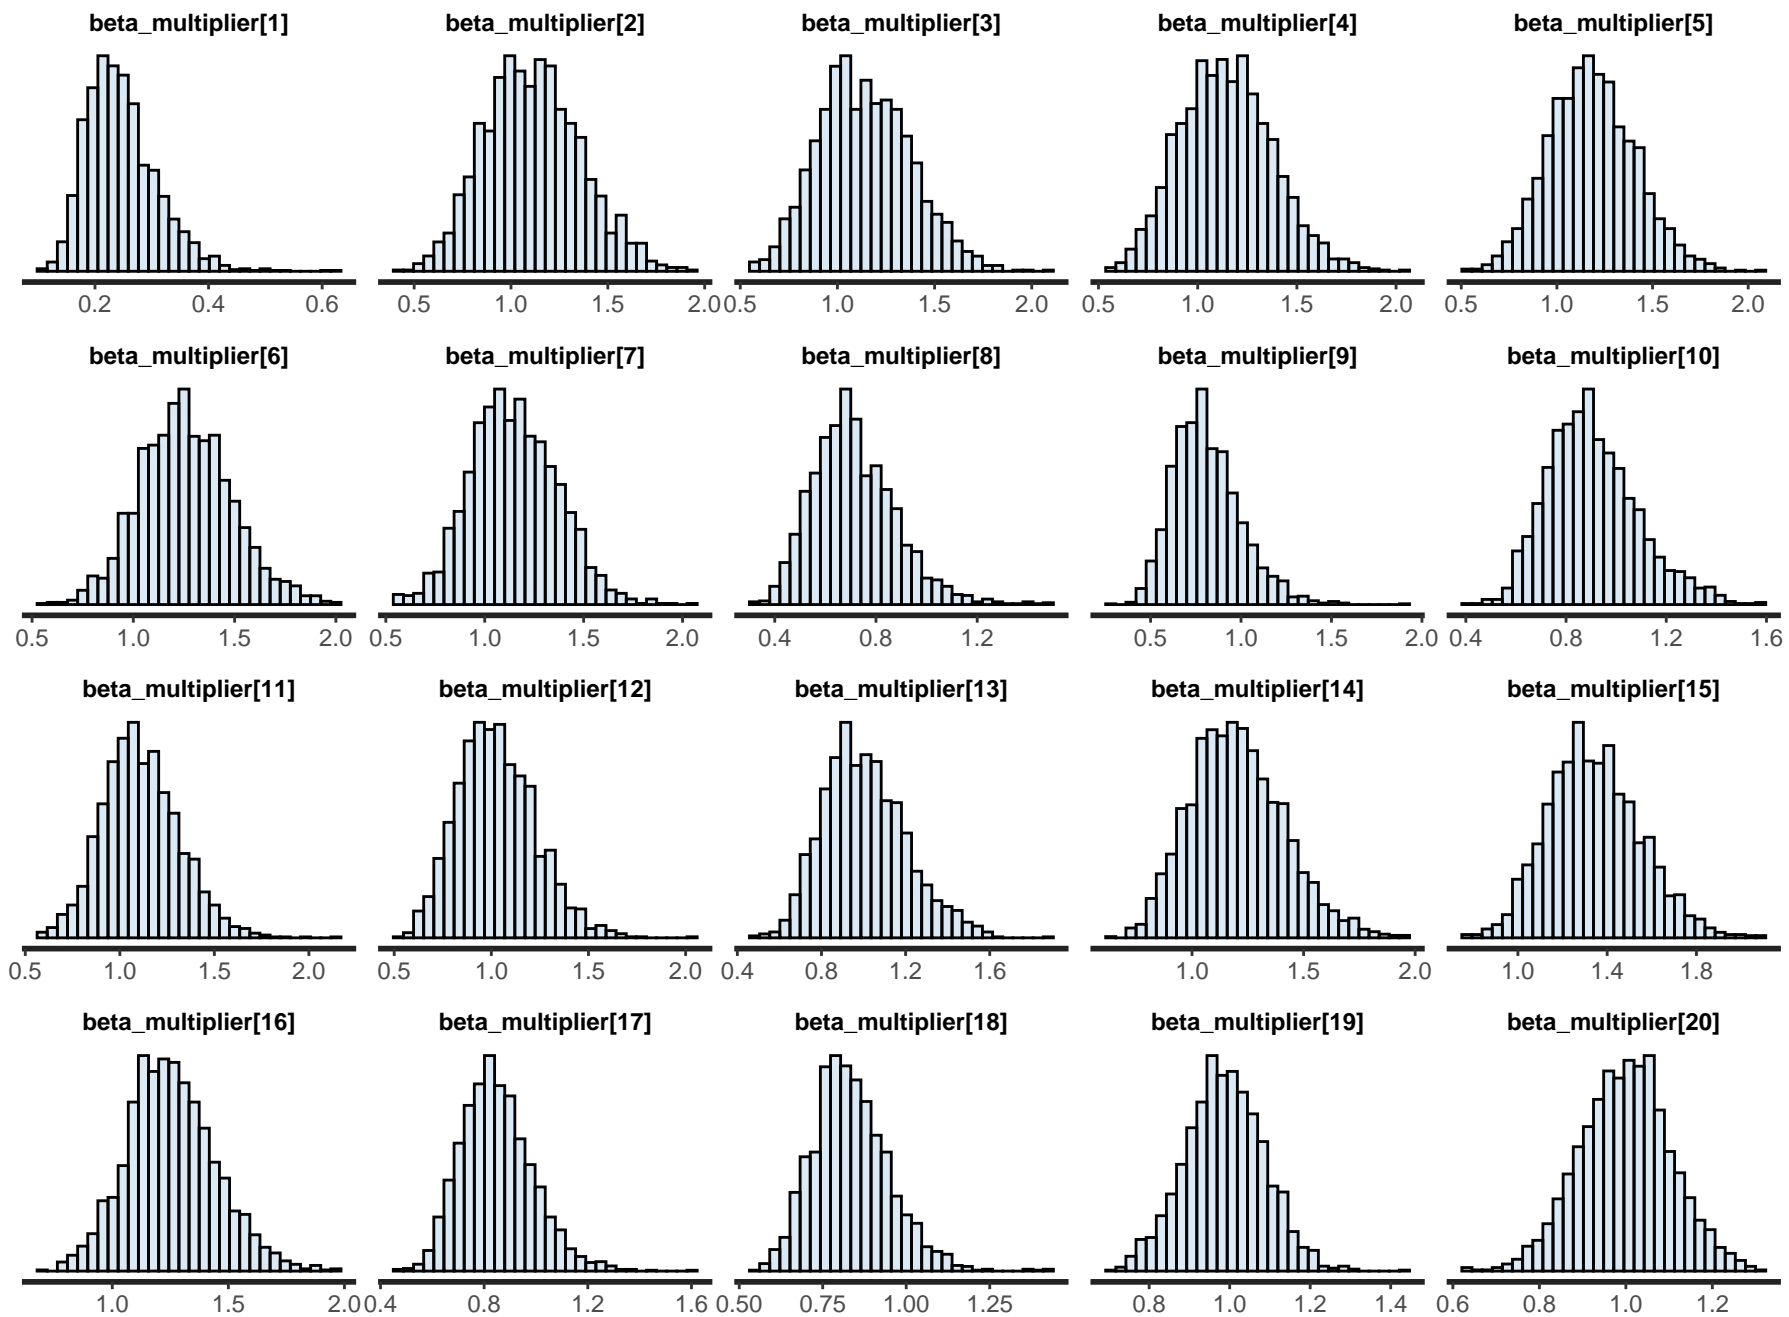 beta_multiplier[1] beta_multiplier[2] beta_multiplier[3] beta_multiplier[4] beta_multiplier[5]
0.2 0.4 0.6 0.5 1.0 1.5 2.0 0.5 1.0 1.5 2.0 0.5 1.0 1.5 2.0 0.5 1.0 1.5 2.0
beta_multiplier[6] beta_multiplier[7] beta_multiplier[8] beta_multiplier[9] beta_multiplier[10]
0.5 1.0 1.5 2.0 0.5 1.0 1.5 2.0 0.4 0.8 1.2 0.5 1.0 1.5 2.0 0.4 0.8 1.2 1.6
beta_multiplier[11] beta_multiplier[12] beta_multiplier[13] beta_multiplier[14] beta_multiplier[15]
0.5 1.0 1.5 2.0 0.5 1.0 1.5 2.0 0.4 0.8 1.2 1.6 1.0 1.5 2.0 1.0 1.4 1.8
beta_multiplier[16] beta_multiplier[17] beta_multiplier[18] beta_multiplier[19] beta_multiplier[20]
1.0 1.5 2.0 0.4 0.8 1.2 1.6 0.50 0.75 1.00 1.25 0.8 1.0 1.2 1.4 0.6 0.8 1.0 1.2